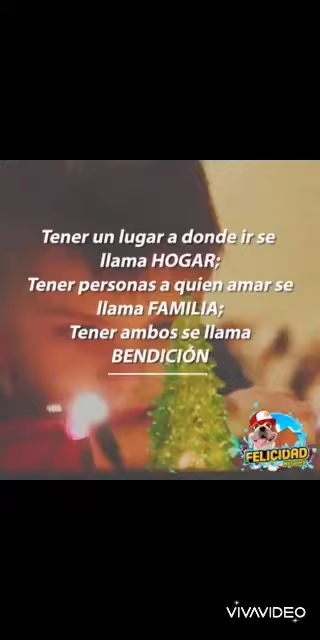 Tener un lugar a donde ir se
llama HOGAR;
Tener personas a quien amar se
llama FAMILIA;
Tener ambos se llama
BENDICIÓN
FELICIDAD
VIVAVIDEO